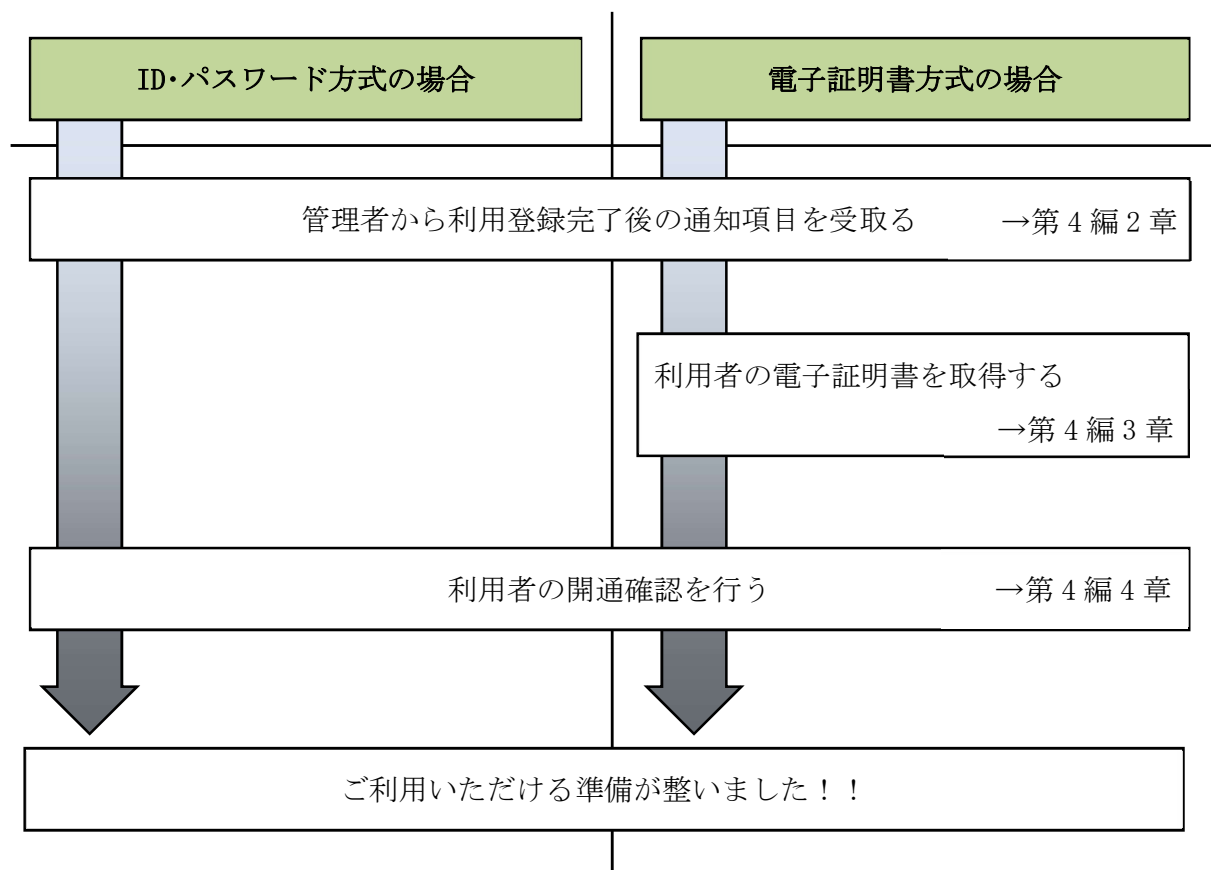 ID・パスワード方式の場合
電子証明書方式の場合
管理者から利用登録完了後の通知項目を受取る →第4編2章
利用者の電子証明書を取得する
→第4編3章
利用者の開通確認を行う →第4編4章
ご利用いただける準備が整いました！！